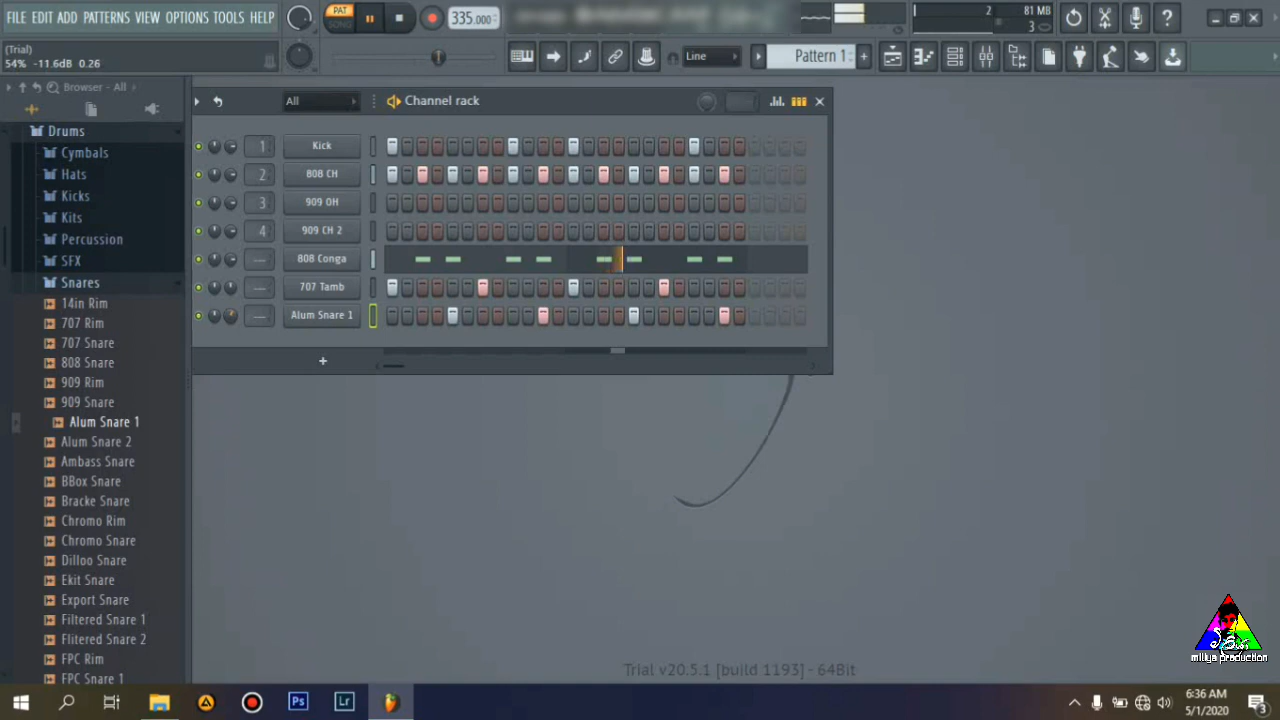 FILE EDIT ADD PATTERNS VIEW OPTIONS TOOLS HELP
PAT
SONG
335.000
2
81 MB
3
(Trial)
54% -11.6dB 0.26
Line
Pattern 1
Browser - All
All
Channel rack
Drums
Cymbals
Hats
Kicks
Kits
Percussion
SFX
Snares
14in Rim
707 Rim
707 Snare
808 Snare
909 Rim
909 Snare
Alum Snare 1
Alum Snare 2
Ambass Snare
BBox Snare
Bracke Snare
Chromo Rim
Chromo Snare
Dilloo Snare
Ekit Snare
Export Snare
Filtered Snare 1
Flitered Snare 2
FPC Rim
FPC Snare 1
1 Kick
2 808 CH
3 909 OH
4 909 CH 2
--- 808 Conga
--- 707 Tamb
--- Alum Snare 1
+
Trial v20.5.1 [build 1193] - 64Bit
millya production
Ps
Lr
6:36 AM
5/1/2020
3